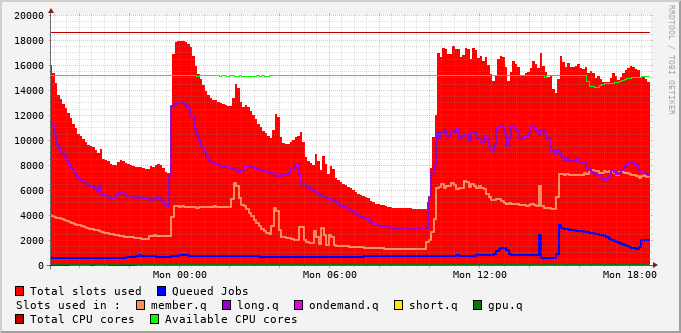 20000
18000
16000
14000
12000
10000
8000
6000
4000
2000
0
Mon 00:00 Mon 06:00 Mon 12:00 Mon 18:00
RRDTOOL / TOBI OETIKER
Total slots used Queued Jobs
Slots used in : member.q long.q ondemand.q short.q gpu.q
Total CPU cores Available CPU cores